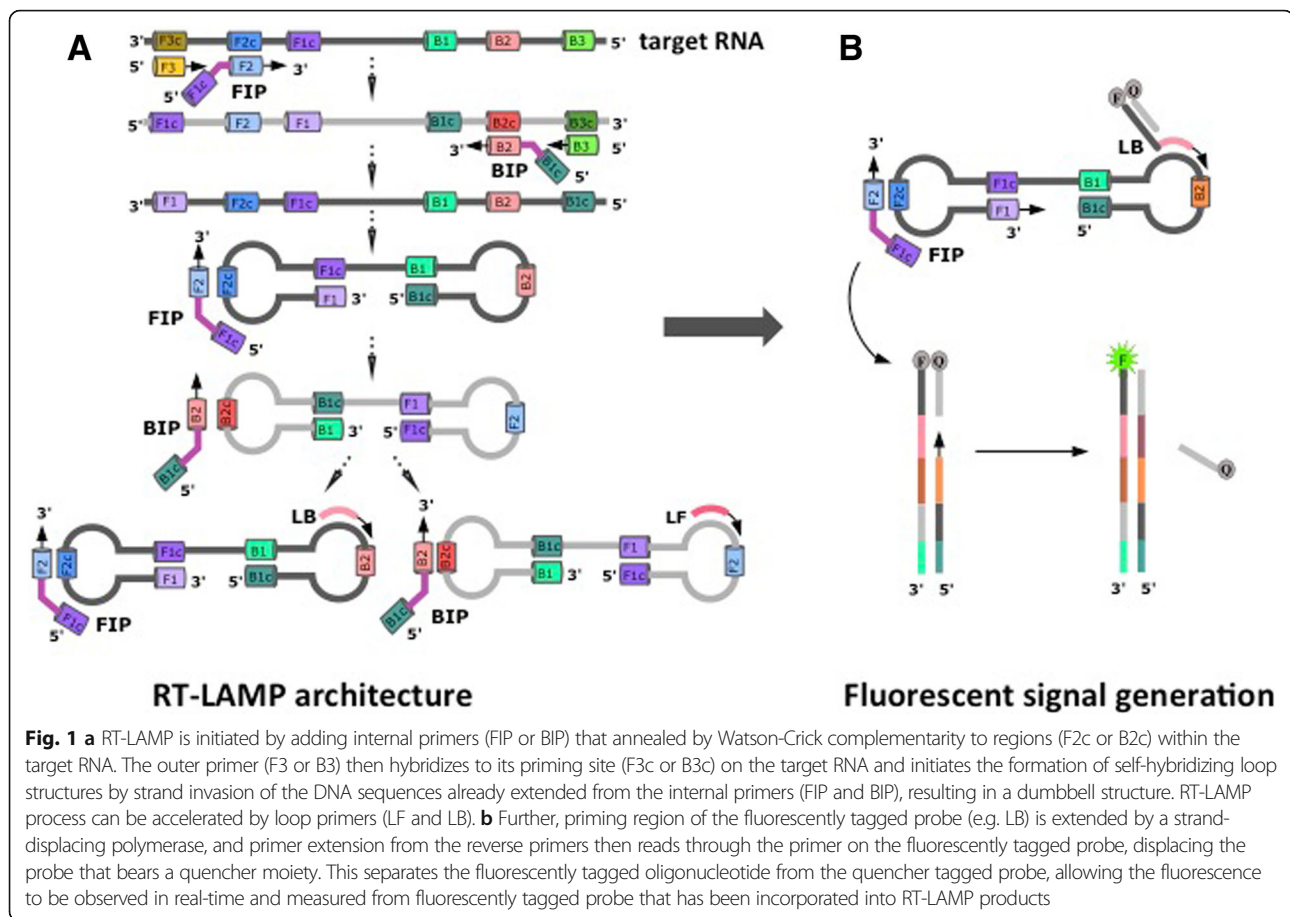 A
3' F3c F2c F1c B1 B2 B3 5' target RNA
5' F3 F2 3'
5' F1c FIP
5' F1c F2 F1 B1c B2c B3c 3'
3' B2 B3 5'
BIP B1c 5'
3' F1 F2c F1c B1 B2 B1c 5'
3'
F2 F2c F1c B1 B2
F1 3' 5' B1c
FIP F1c 5'
BIP B2 B2c B1c F1 F2
B1 3' 5' F1c
B1c 5'
3' LB 3' LF
F2 F2c F1c B1 B2 B2 B2c B1c F1 F2
F1 3' 5' B1c B1 3' 5' F1c
F1c FIP B1c BIP
5' 5'
RT-LAMP architecture
B
F Q
LB
3'
F2 F2c F1c B1 B2
F1 B1c
3' 5'
F1c FIP
F Q F
Q
3' 5' 3' 5'
Fluorescent signal generation
Fig. 1 a RT-LAMP is initiated by adding internal primers (FIP or BIP) that annealed by Watson-Crick complementarity to regions (F2c or B2c) within the
target RNA. The outer primer (F3 or B3) then hybridizes to its priming site (F3c or B3c) on the target RNA and initiates the formation of self-hybridizing loop
structures by strand invasion of the DNA sequences already extended from the internal primers (FIP and BIP), resulting in a dumbbell structure. RT-LAMP
process can be accelerated by loop primers (LF and LB). b Further, priming region of the fluorescently tagged probe (e.g. LB) is extended by a strand-
displacing polymerase, and primer extension from the reverse primers then reads through the primer on the fluorescently tagged probe, displacing the
probe that bears a quencher moiety. This separates the fluorescently tagged oligonucleotide from the quencher tagged probe, allowing the fluorescence
to be observed in real-time and measured from fluorescently tagged probe that has been incorporated into RT-LAMP products